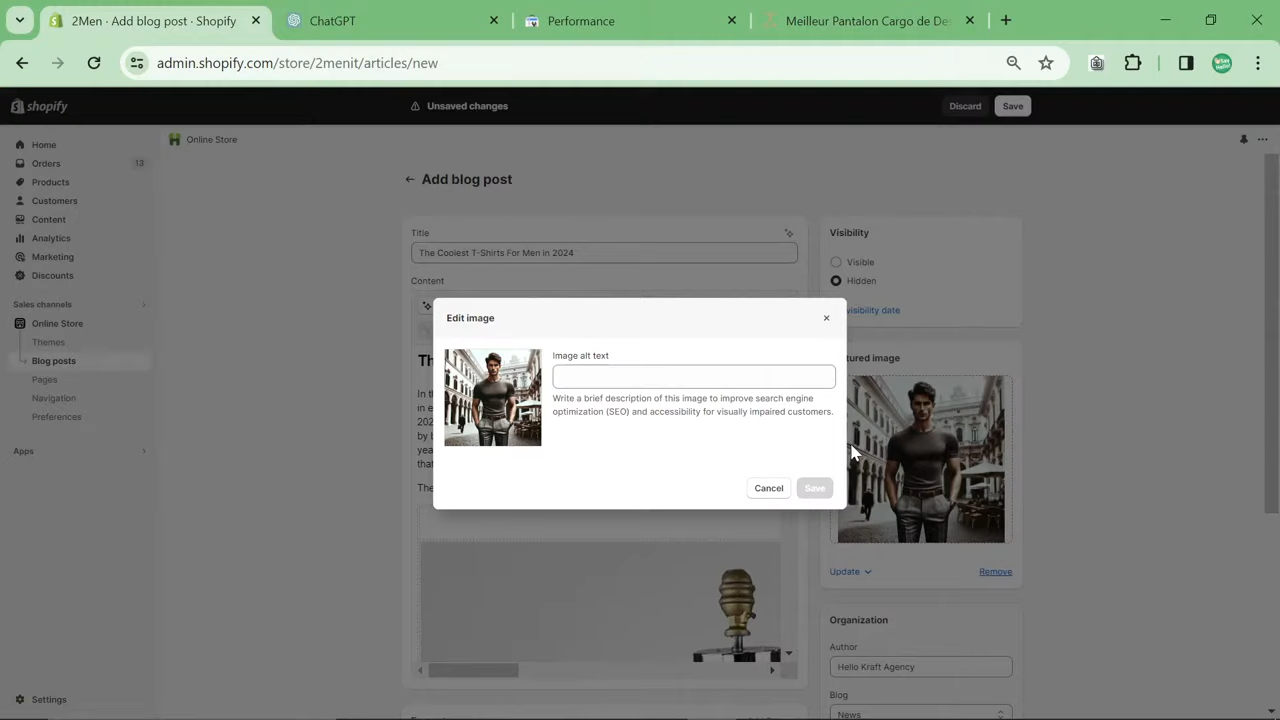 2Men · Add blog post · Shopify
ChatGPT
Performance
Meilleur Pantalon Cargo de De
admin.shopify.com/store/2menit/articles/new
shopify
Unsaved changes
Discard
Save
Home
Orders
13
Products
Customers
Content
Analytics
Marketing
Discounts
Sales channels
Online Store
Themes
Blog posts
Pages
Navigation
Preferences
Apps
Settings
Online Store
Add blog post
Title
The Coolest T-Shirts For Men in 2024
Content
Edit image
Image alt text
Write a brief description of this image to improve search engine
optimization (SEO) and accessibility for visually impaired customers.
Cancel
Save
Visibility
Visible
Hidden
visibility date
Update
Remove
Organization
Author
Hello Kraft Agency
Blog
News